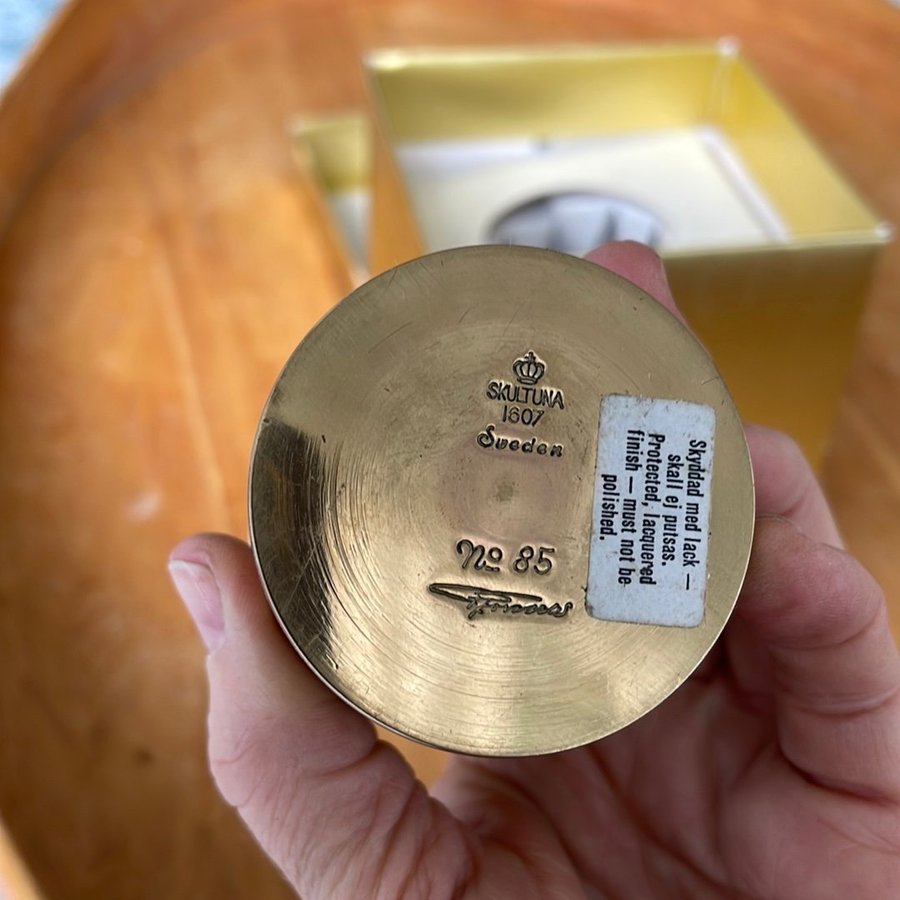 SKULTUNA
1607
Sweden
No 85
Skyddad med lack –
skall ej putsas.
Protected, lacquered
finish – must not be
polished.